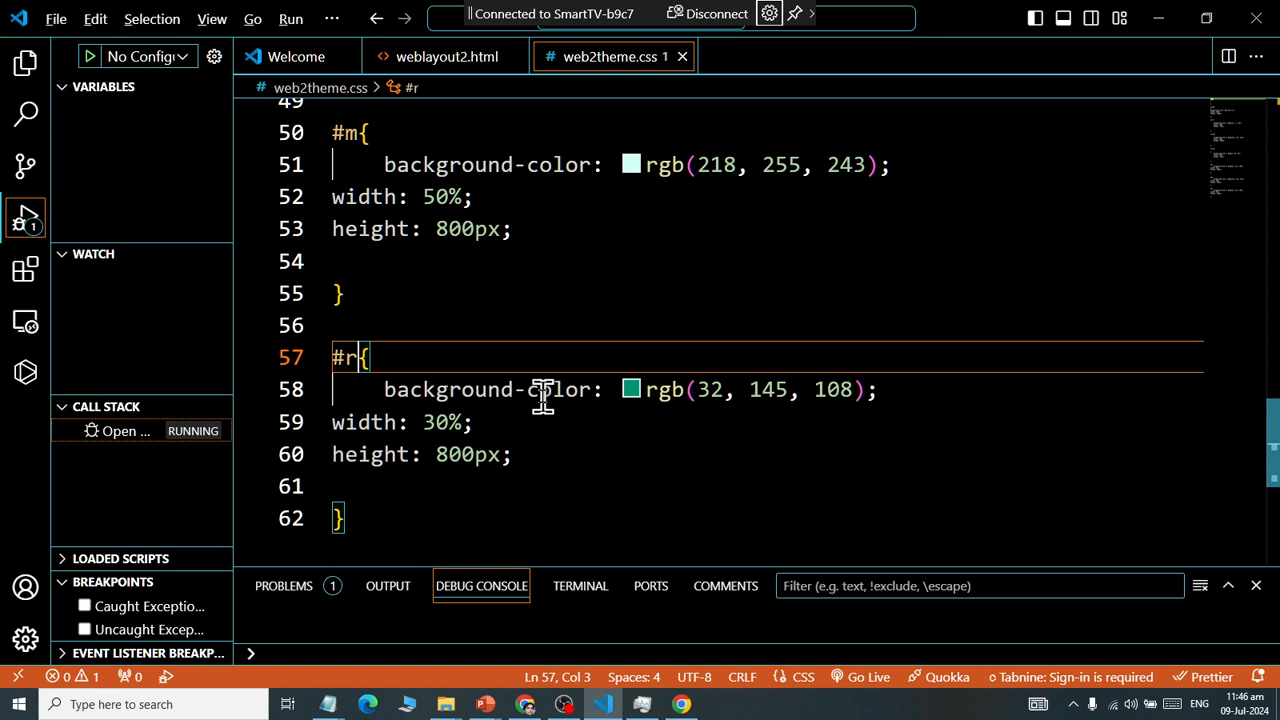 Connected to SmartTV-b9c7 Disconnect
File Edit Selection View Go Run
No Configu
Welcome weblayout2.html # web2theme.css 1
VARIABLES
# web2theme.css > #r
49
50 #m{
51 background-color: rgb(218, 255, 243);
52 width: 50%;
53 height: 800px;
54
55 }
56
57 #r{
58 background-color: rgb(32, 145, 108);
59 width: 30%;
60 height: 800px;
61
62 }
1
WATCH
CALL STACK
Open ... RUNNING
LOADED SCRIPTS
BREAKPOINTS
Caught Exceptio...
Uncaught Excep...
EVENT LISTENER BREAKP...
PROBLEMS 1 OUTPUT DEBUG CONSOLE TERMINAL PORTS COMMENTS Filter (e.g. text, !exclude, \escape)
0 1 0 Ln 57, Col 3 Spaces: 4 UTF-8 CRLF CSS Go Live Quokka Tabnine: Sign-in is required Prettier
Type here to search
ENG 11:46 am
09-Jul-2024